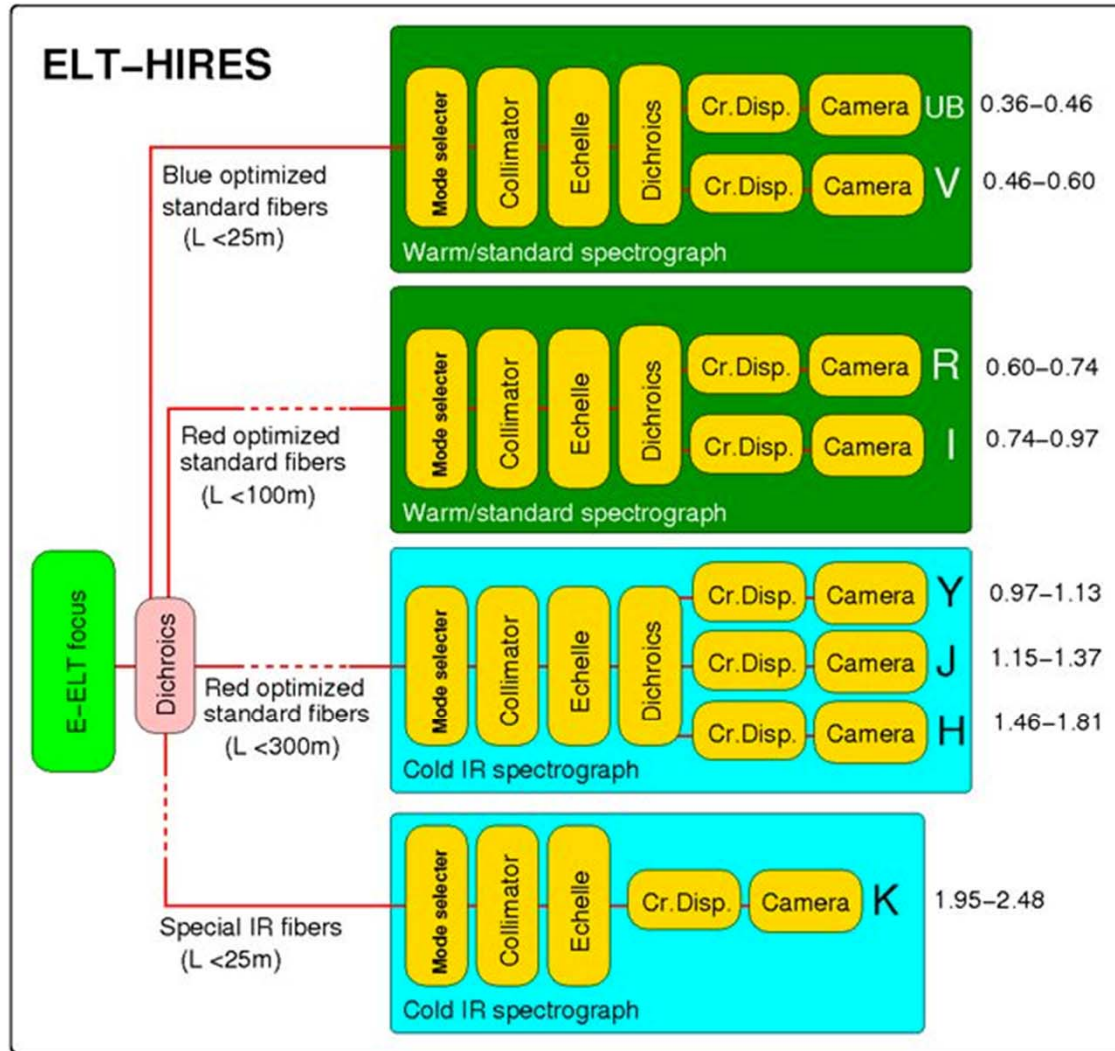 ELT-HIRES
Blue optimized
standard fibers
(L <25m)
Mode selecter
Collimator
Echelle
Dichroics
Cr.Disp.
Camera
UB
0.36-0.46
Cr.Disp.
Camera
V
0.46-0.60
Warm/standard spectrograph
Red optimized
standard fibers
(L <100m)
Mode selecter
Collimator
Echelle
Dichroics
Cr.Disp.
Camera
R
0.60-0.74
Cr.Disp.
Camera
I
0.74-0.97
Warm/standard spectrograph
E-ELT focus
Dichroics
Red optimized
standard fibers
(L <300m)
Mode selecter
Collimator
Echelle
Dichroics
Cr.Disp.
Camera
Y
0.97-1.13
Cr.Disp.
Camera
J
1.15-1.37
Cr.Disp.
Camera
H
1.46-1.81
Cold IR spectrograph
Special IR fibers
(L <25m)
Mode selecter
Collimator
Echelle
Cr.Disp.
Camera
K
1.95-2.48
Cold IR spectrograph